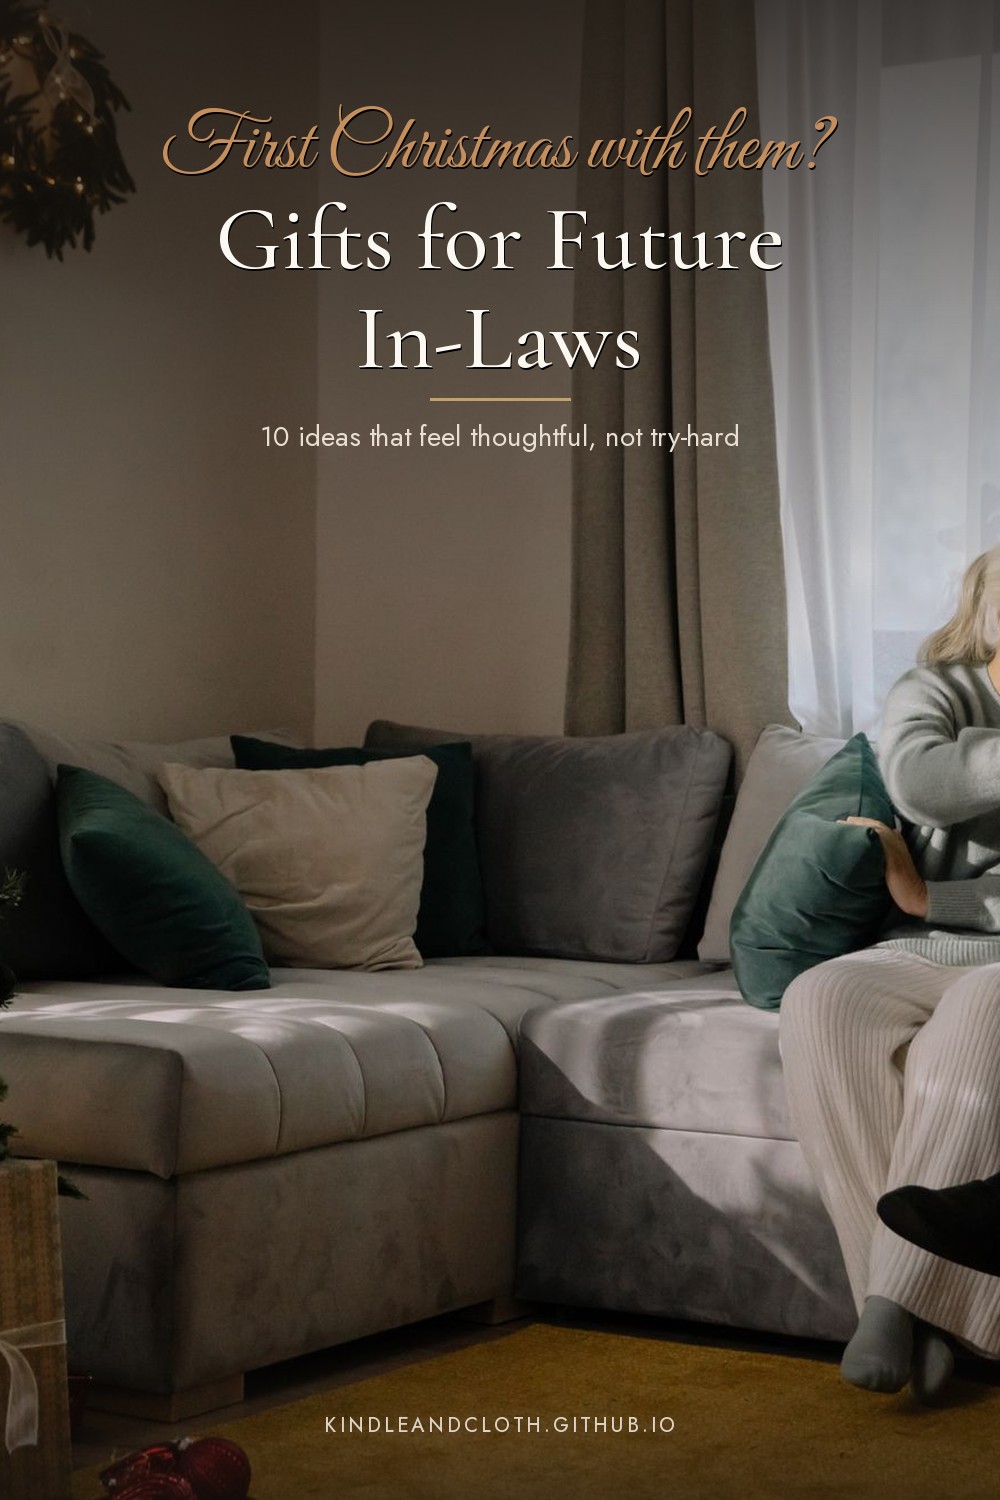 First Christmas with them?
Gifts for Future
In-Laws
10 ideas that feel thoughtful, not try-hard
KINDLEANDCLOTH.GITHUB.IO